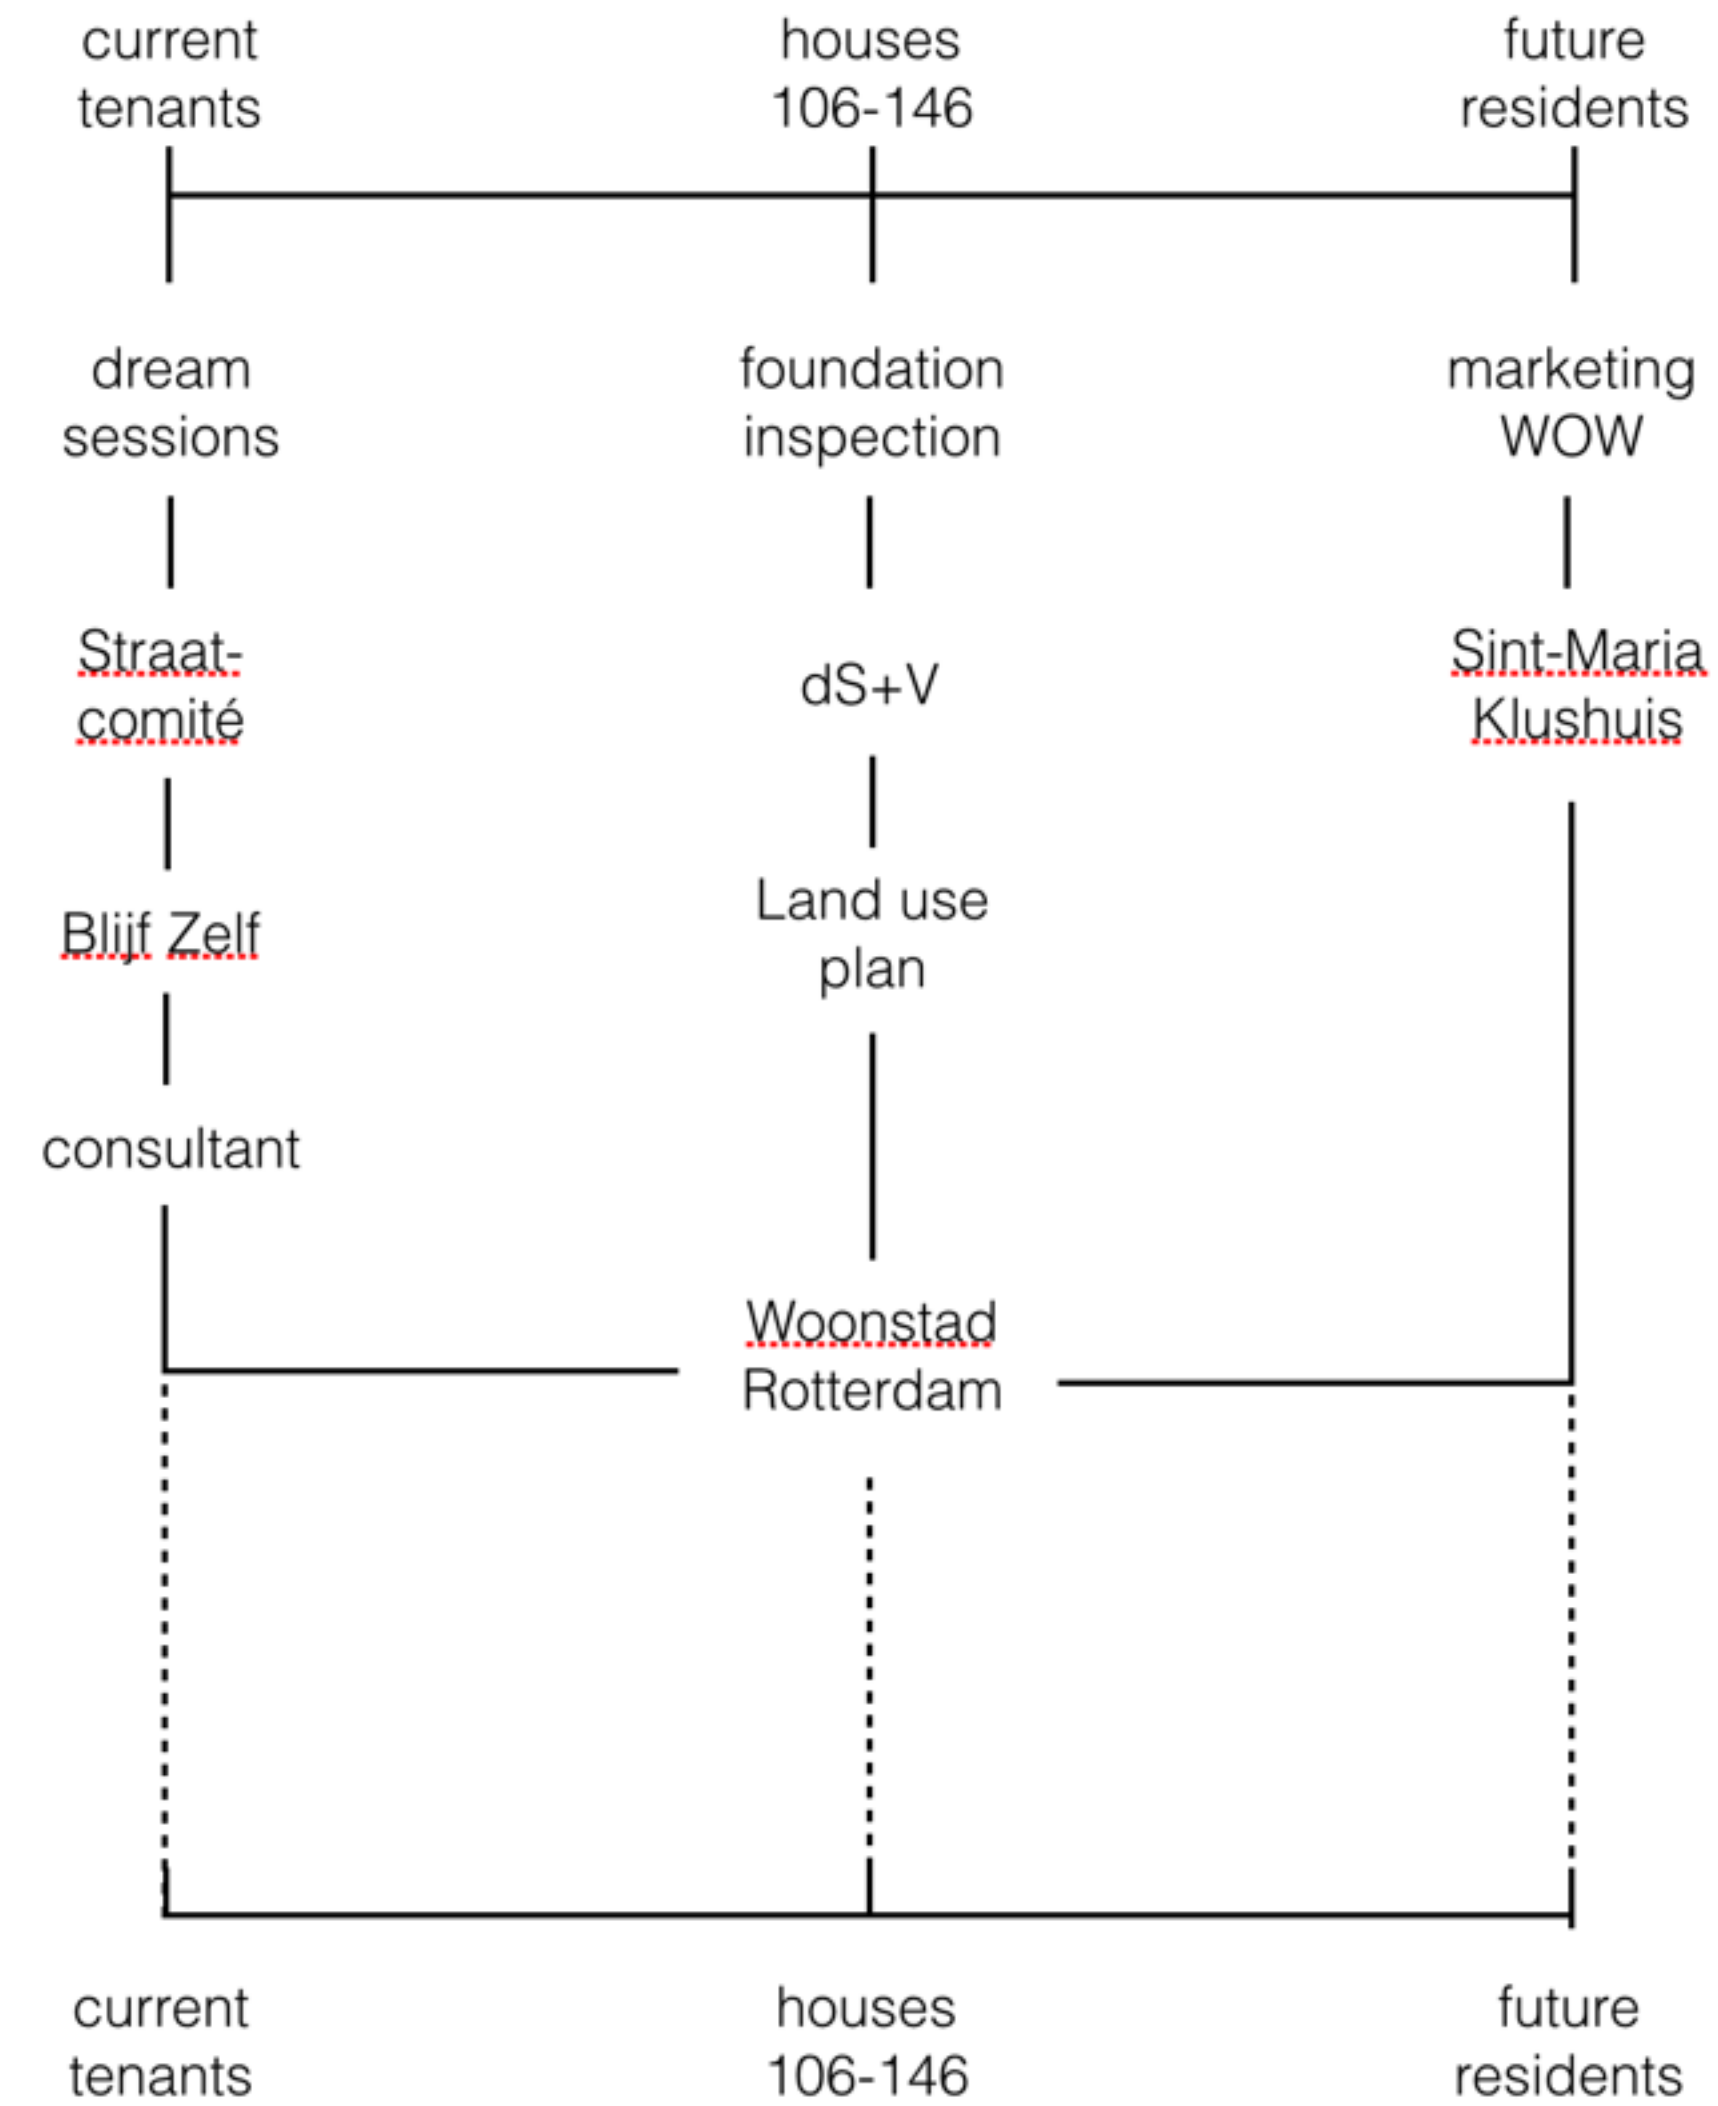 current
tenants
houses
106-146
future
residents
dream
sessions
foundation
inspection
marketing
WOW
Straat-
comité
dS+V
Sint-Maria
Klushuis
Blijf Zelf
Land use
plan
consultant
Woonstad
Rotterdam
current
tenants
houses
106-146
future
residents